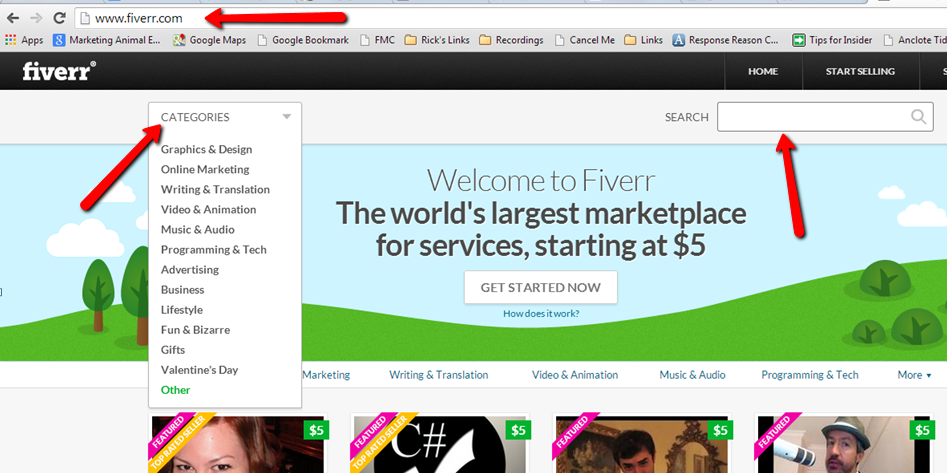 www.fiverr.com
Apps Marketing Animal E... Google Maps Google Bookmark FMC Rick's Links Recordings Cancel Me Links Response Reason C... Tips for Insider Anclote Tid
fiverr® HOME START SELLING S
CATEGORIES
SEARCH
Graphics & Design
Online Marketing
Writing & Translation
Video & Animation
Music & Audio
Programming & Tech
Advertising
Business
Lifestyle
Fun & Bizarre
Gifts
Valentine's Day
Other
Welcome to Fiverr
The world's largest marketplace
for services, starting at $5
GET STARTED NOW
How does it work?
Marketing Writing & Translation Video & Animation Music & Audio Programming & Tech More
FEATURED
TOP RATED SELLER
$5
FEATURED
TOP RATED SELLER
C#
$5
FEATURED
$5
FEATURED
$5